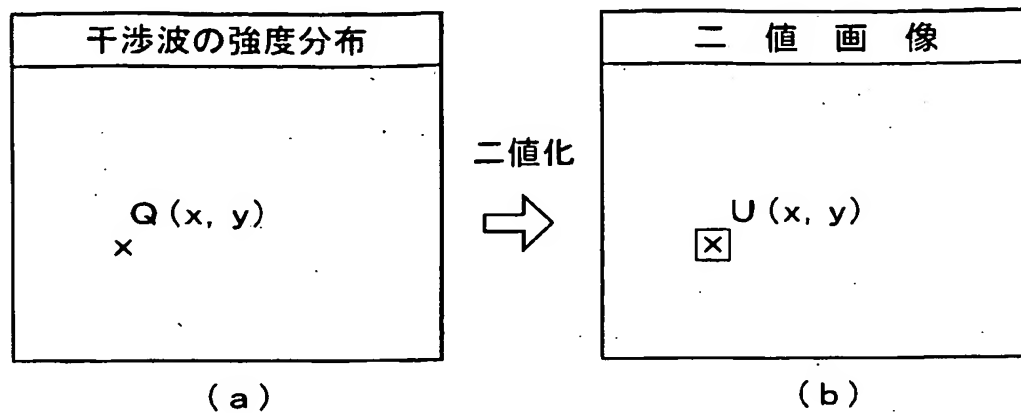 干渉波の強度分布
Q (x, y)
×
(a)
二値化
二 値 画 像
U (x, y)
×
(b)